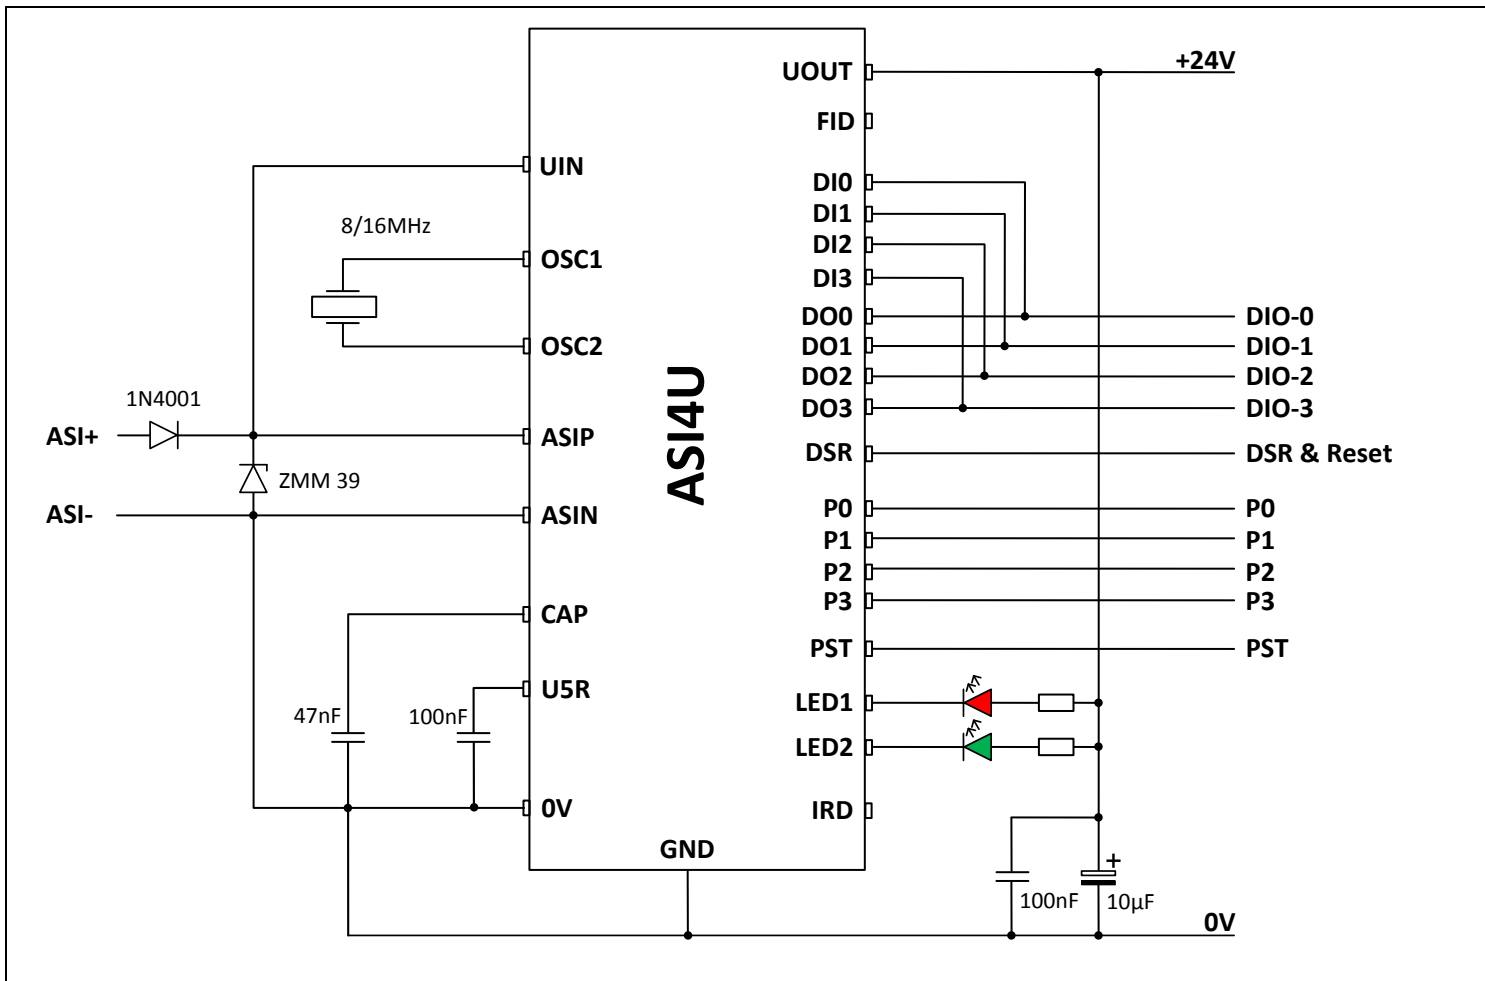 +24V
UOUT
FID
UIN
DI0
DI1
8/16MHz
DI2
OSC1
DI3
DO0
DIO-0
OSC2
DO1
DIO-1
DO2
DIO-2
1N4001
DO3
DIO-3
ASI+
ASIP
ASI4U
DSR
DSR & Reset
ZMM 39
ASI-
ASIN
P0
P0
P1
P1
P2
P2
P3
P3
CAP
PST
PST
U5R
LED1
47nF
100nF
LED2
0V
IRD
GND
+
100nF
10µF
0V